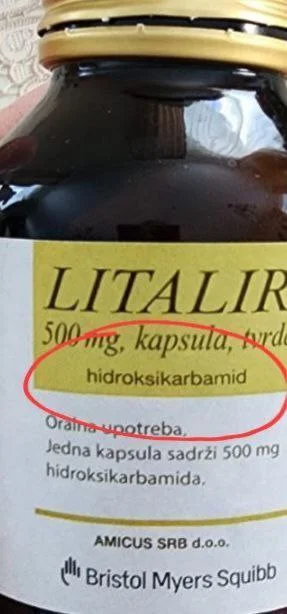 LITALIR
500 mg, kapsula, tvrda
hidroksikarbamid
Oralna upotreba.
Jedna kapsula sadrži 500 mg
hidroksikarbamida.
AMICUS SRB d.o.o.
Bristol Myers Squibb